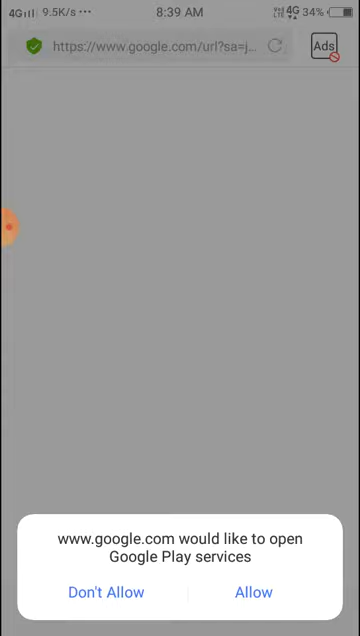 4G 9.5K/s ... 8:39 AM 4G 34%
https://www.google.com/url?sa=j... Ads
www.google.com would like to open
Google Play services
Don't Allow Allow